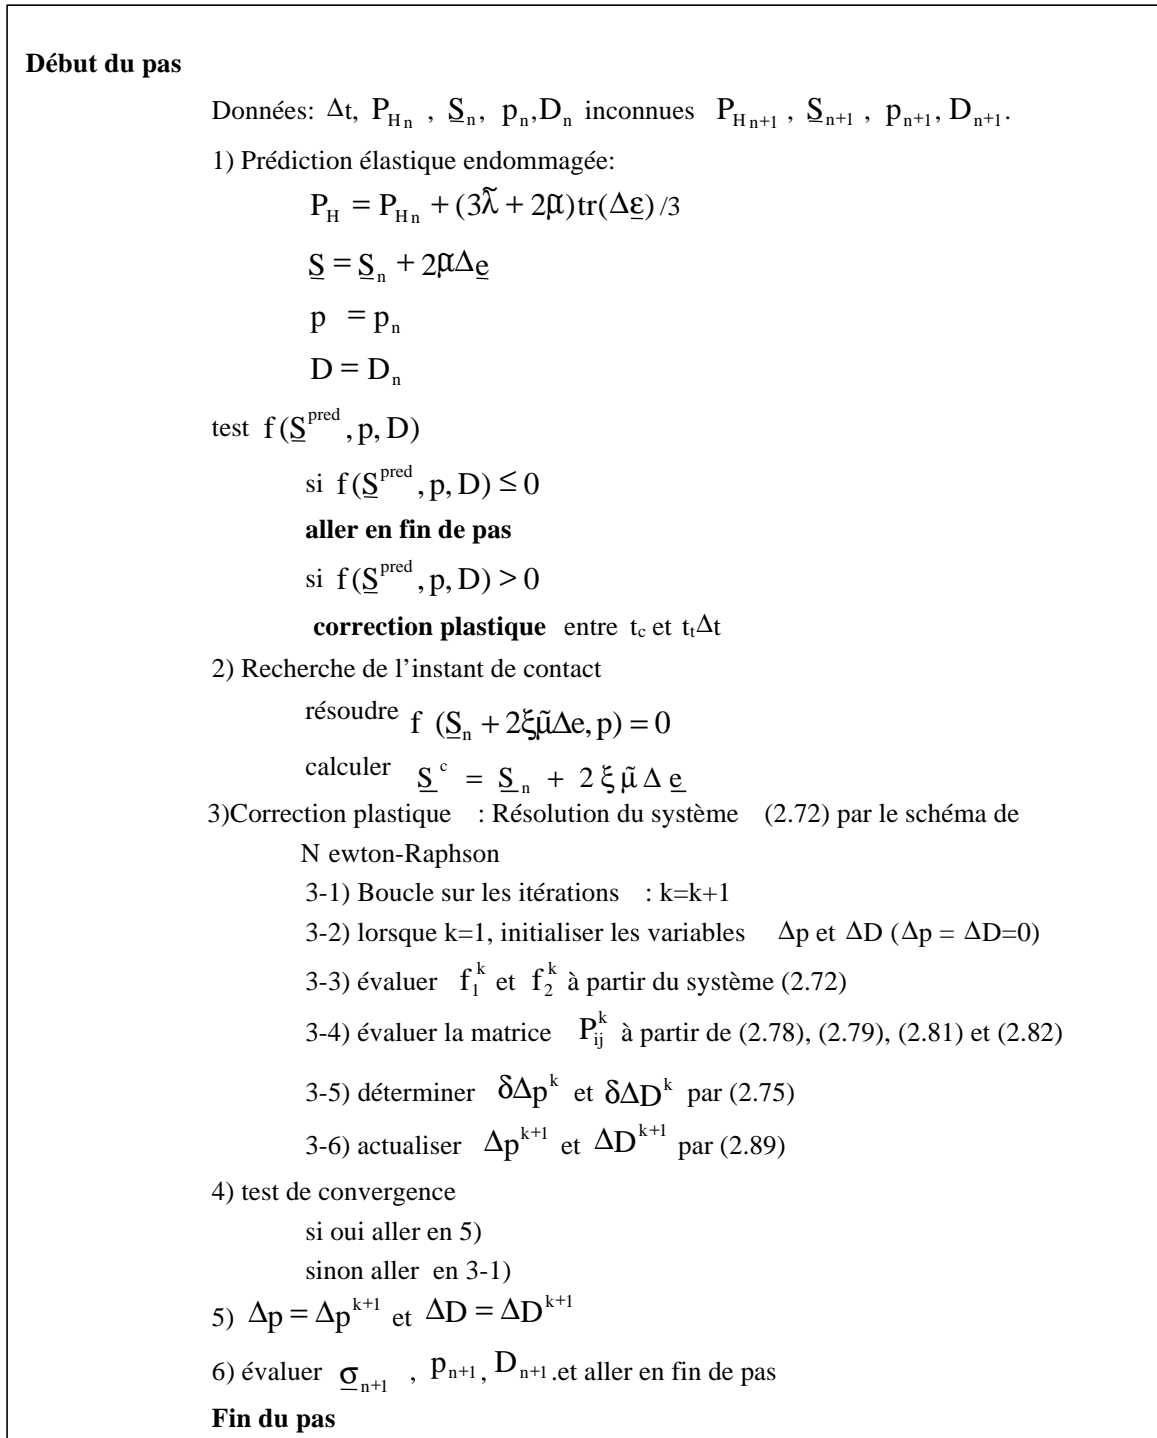 Début du pas
Données: Δt, P_{H_n} , S̲_n, p_n,D_n inconnues P_{H n+1} , S̲_{n+1} , p_{n+1}, D_{n+1}.
1) Prédiction élastique endommagée:
P_H = P_{H n} + (3λ̃ + 2μ̃)tr(Δε̲) /3
S̲ = S̲_n + 2μ̃Δe̲
p = p_n
D = D_n
test f(S̲^{pred}, p, D)
si f(S̲^{pred}, p, D) ≤ 0
aller en fin de pas
si f(S̲^{pred}, p, D) > 0
correction plastique entre t_c et t_tΔt
2) Recherche de l’instant de contact
résoudre f (S̲_n + 2ξμ̃Δe, p) = 0
calculer S̲^c = S̲_n + 2 ξ μ̃ Δ e̲
3)Correction plastique : Résolution du système (2.72) par le schéma de
N ewton-Raphson
3-1) Boucle sur les itérations : k=k+1
3-2) lorsque k=1, initialiser les variables Δp et ΔD (Δp = ΔD=0)
3-3) évaluer f_1^k et f_2^k à partir du système (2.72)
3-4) évaluer la matrice P_{ij}^k à partir de (2.78), (2.79), (2.81) et (2.82)
3-5) déterminer δΔp^k et δΔD^k par (2.75)
3-6) actualiser Δp^{k+1} et ΔD^{k+1} par (2.89)
4) test de convergence
si oui aller en 5)
sinon aller en 3-1)
5) Δp = Δp^{k+1} et ΔD = ΔD^{k+1}
6) évaluer σ̲_{n+1} , p_{n+1}, D_{n+1}.et aller en fin de pas
Fin du pas